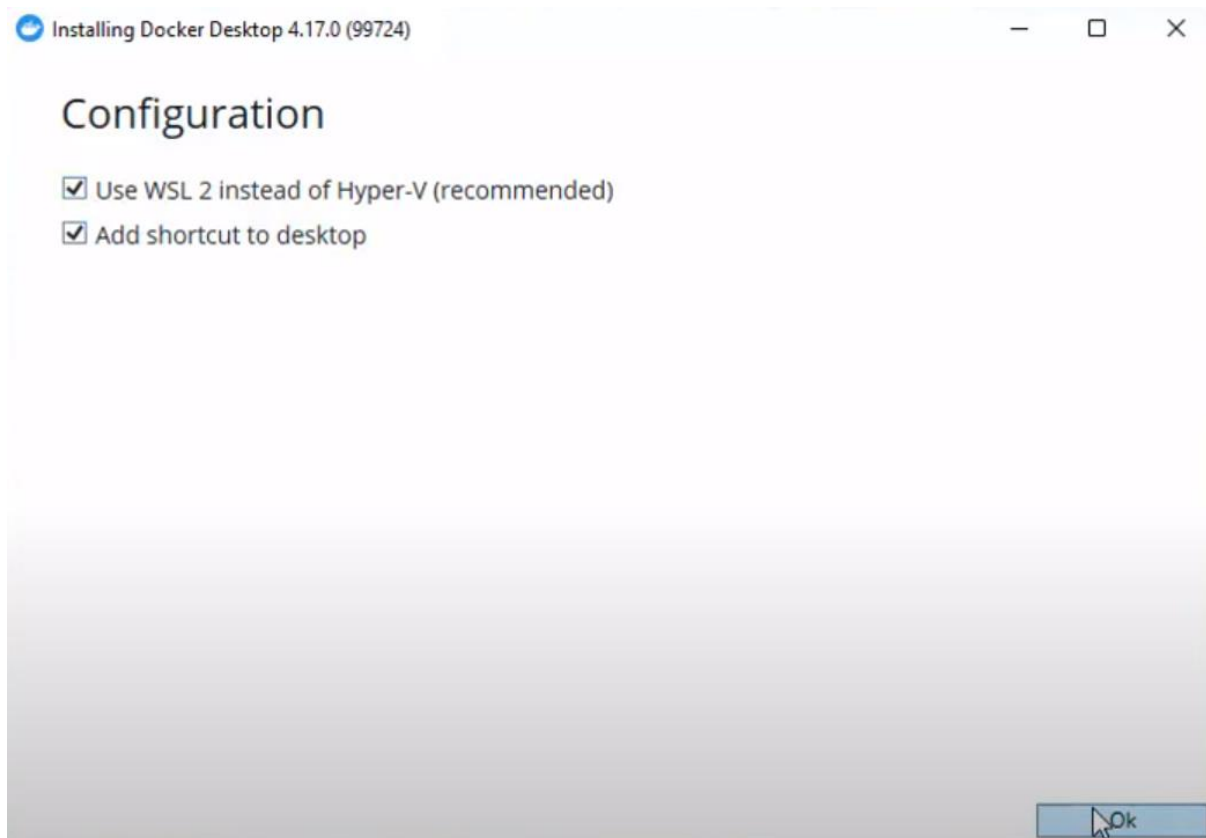 Installing Docker Desktop 4.17.0 (99724)
Configuration
Use WSL 2 instead of Hyper-V (recommended)
Add shortcut to desktop
Ok